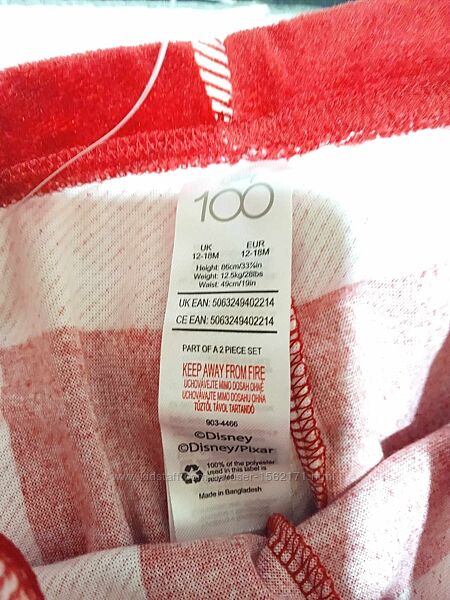 100
UK EUR
12-18M 12-18M
Height: 86cm/33¾in
Weight: 12.5kg/28lbs
Waist: 49cm/19in
UK EAN: 5063249402214
CE EAN: 5063249402214
PART OF A 2 PIECE SET
KEEP AWAY FROM FIRE
UCHOVÁVEJTE MIMO DOSAH OHNĚ
UCHOVÁVAJTE MIMO DOSAHU OHŇA
TŰZTŐL TÁVOL TARTANDÓ
903-4466
©Disney
©Disney/Pixar
100% of the polyester
used in this label is
recycled
Made in Bangladesh